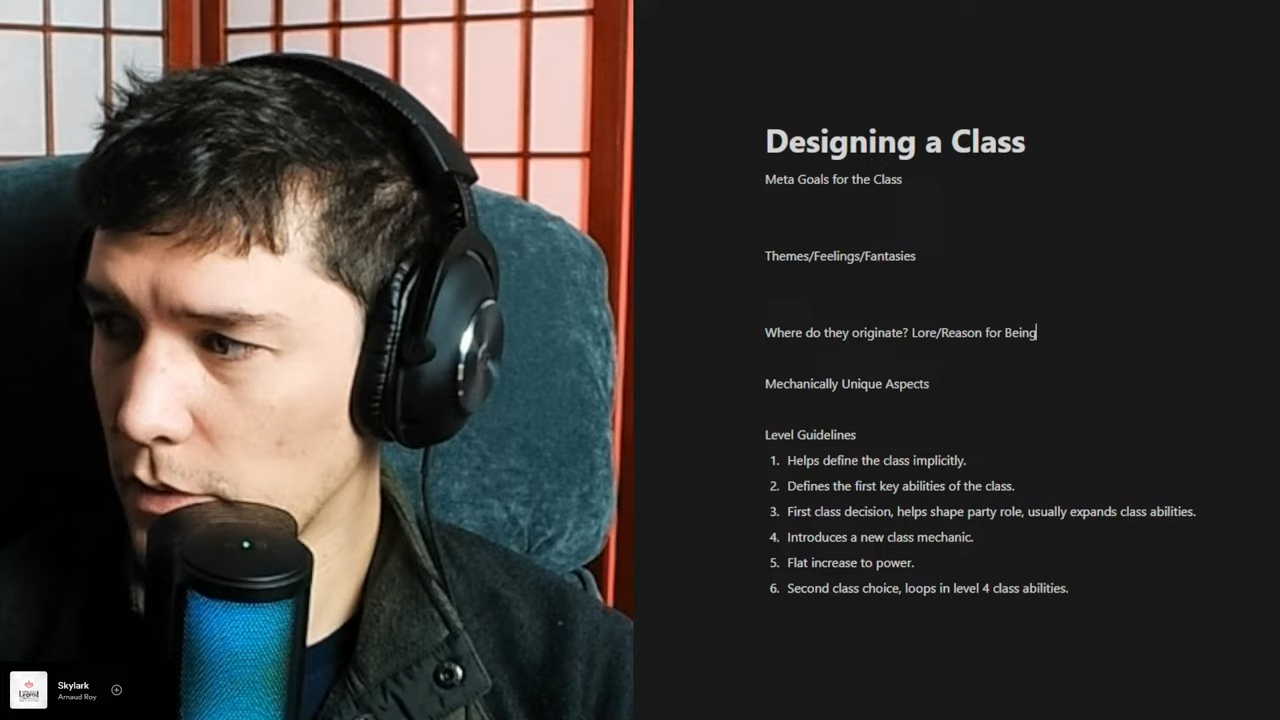 Designing a Class
Meta Goals for the Class
Themes/Feelings/Fantasies
Where do they originate? Lore/Reason for Being
Mechanically Unique Aspects
Level Guidelines
1. Helps define the class implicitly.
2. Defines the first key abilities of the class.
3. First class decision, helps shape party role, usually expands class abilities.
4. Introduces a new class mechanic.
5. Flat increase to power.
6. Second class choice, loops in level 4 class abilities.
Legend
Skylark
Arnaud Roy